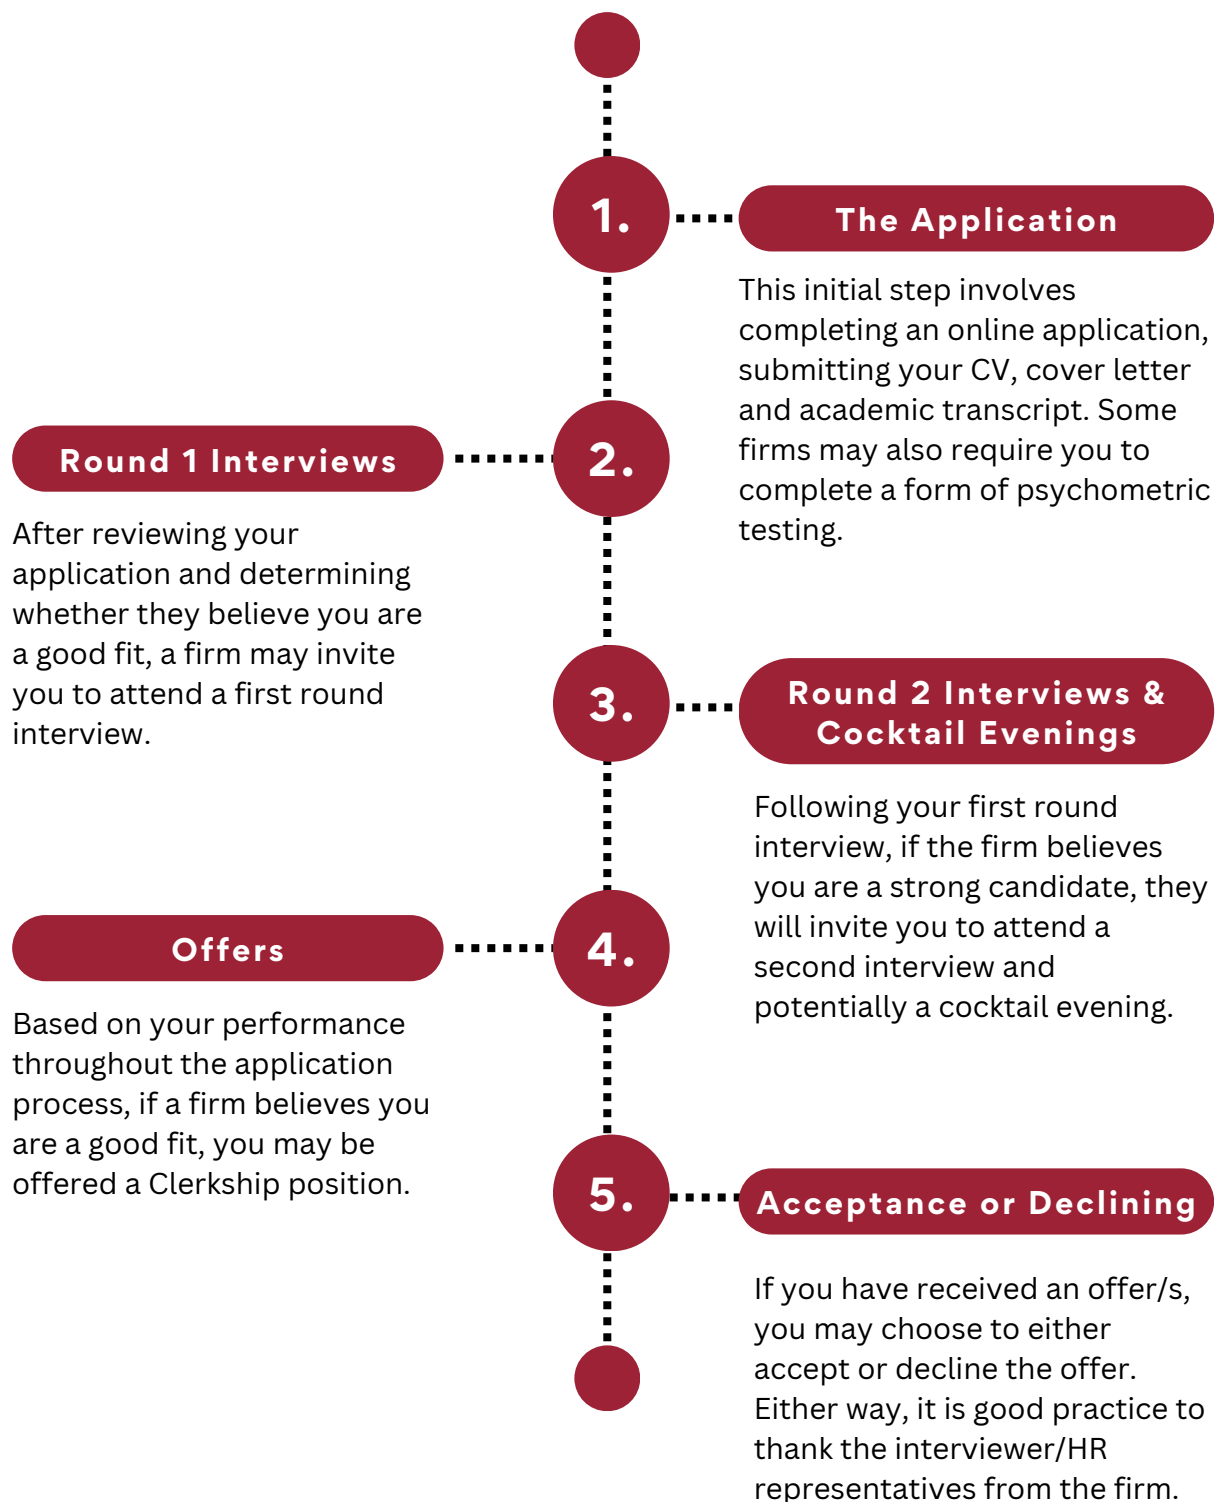 1.
The Application
This initial step involves
completing an online application,
submitting your CV, cover letter
and academic transcript. Some
firms may also require you to
complete a form of psychometric
testing.
2.
Round 1 Interviews
After reviewing your
application and determining
whether they believe you are
a good fit, a firm may invite
you to attend a first round
interview.
3.
Round 2 Interviews &
Cocktail Evenings
Following your first round
interview, if the firm believes
you are a strong candidate, they
will invite you to attend a
second interview and
potentially a cocktail evening.
4.
Offers
Based on your performance
throughout the application
process, if a firm believes you
are a good fit, you may be
offered a Clerkship position.
5.
Acceptance or Declining
If you have received an offer/s,
you may choose to either
accept or decline the offer.
Either way, it is good practice to
thank the interviewer/HR
representatives from the firm.